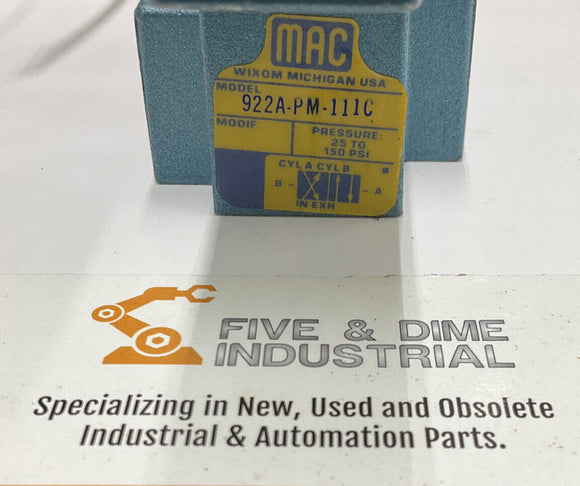 MAC
WIXOM MICHIGAN USA
MODEL
922A-PM-111C
MODIF.
PRESSURE:
25 TO
150 PSI
CYL A CYL B
B - - A
IN EXH
FIVE & DIME
INDUSTRIAL
Specializing in New, Used and Obsolete
Industrial & Automation Parts.